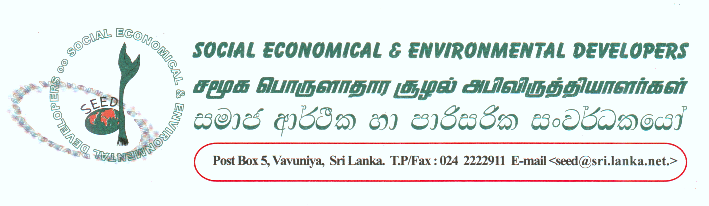 SOCIAL ECONOMICAL & ENVIRONMENTAL DEVELOPERS
SEED
SOCIAL ECONOMICAL & ENVIRONMENTAL DEVELOPERS
சமூக பொருளாதார சூழல் அபிவிருத்தியாளர்கள்
සමාජ ආර්ථික හා පාරිසරික සංවර්ධකයෝ
Post Box 5, Vavuniya, Sri Lanka. T.P/Fax : 024 2222911 E-mail <seed@sri.lanka.net.>